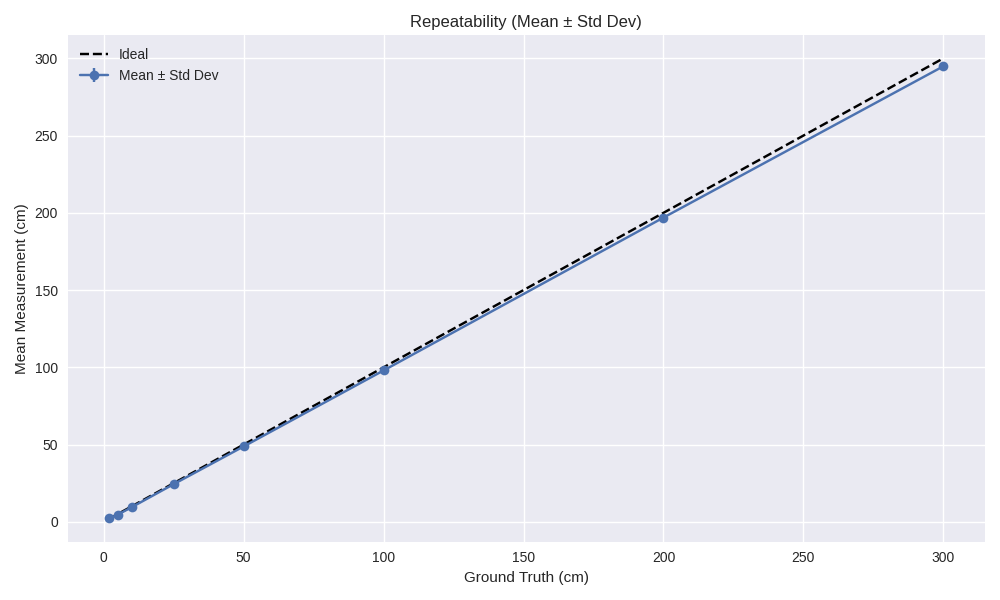 Repeatability (Mean ± Std Dev)
Ideal
Mean ± Std Dev
Mean Measurement (cm)
300
250
200
150
100
50
0
0 50 100 150 200 250 300
Ground Truth (cm)